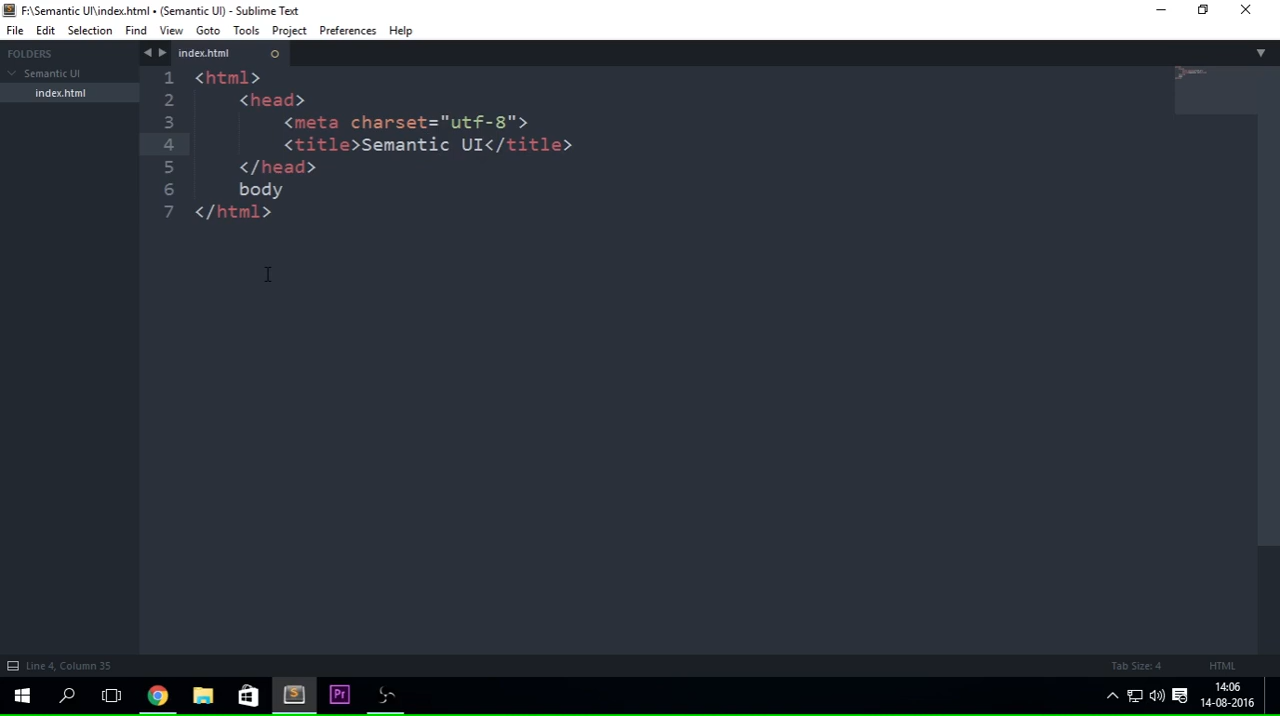 F:\Semantic UI\index.html • (Semantic UI) - Sublime Text
File Edit Selection Find View Goto Tools Project Preferences Help
FOLDERS
Semantic UI
index.html
index.html
1 <html>
2 <head>
3 <meta charset="utf-8">
4 <title>Semantic UI</title>
5 </head>
6 body
7 </html>
Line 4, Column 35
Tab Size: 4
HTML
S
Pr
14:06
14-08-2016